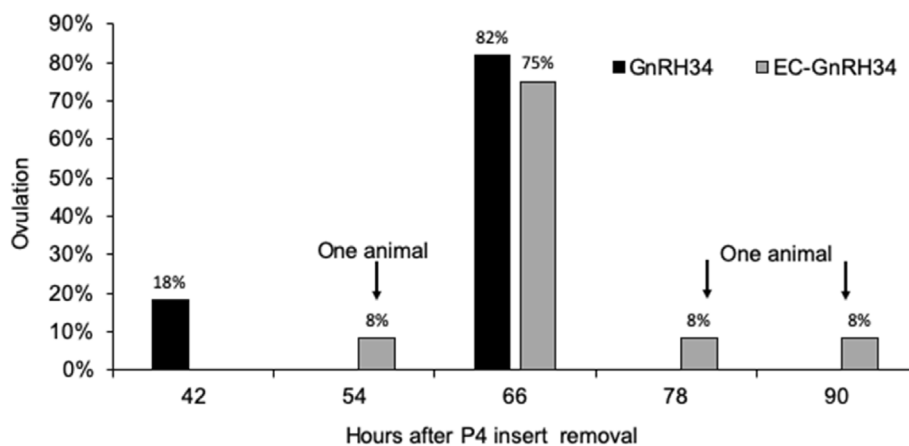 90%
80%
70%
60%
50%
40%
30%
20%
10%
0%
Ovulation
18%
One animal
8%
82%
75%
GnRH34 EC-GnRH34
One animal
8%
8%
42 54 66 78 90
Hours after P4 insert removal